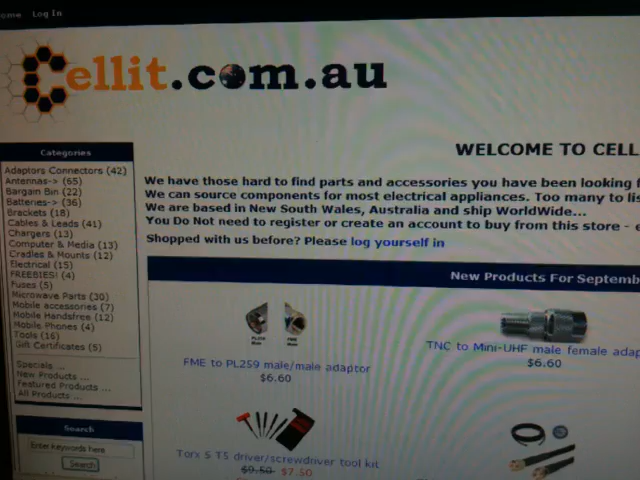 Log In
Cellit.com.au
Categories
Adaptors Connectors (42)
Antennas-> (65)
Bargain Bin (22)
Batteries-> (36)
Brackets (18)
Cables & Leads (41)
Chargers (13)
Computer & Media (13)
Cradles & Mounts (12)
Electrical (15)
FREEBIES! (4)
Fuses (5)
Microwave Parts (30)
Mobile accessories (7)
Mobile Handsfree (12)
Mobile Phones (4)
Tools (16)
Gift Certificates (5)
Specials ...
New Products ...
Featured Products ...
All Products ...
Search
Enter Keywords here
Search
WELCOME TO CELL
We have those hard to find parts and accessories you have been looking f
We can source components for most electrical appliances. Too many to lis
We are based in New South Wales, Australia and ship WorldWide...
You Do Not need to register or create an account to buy from this store - e
Shopped with us before? Please log yourself in
New Products For Septemb
FME to PL259 male/male adaptor
$6.60
TNC to Mini-UHF male female adap
$6.60
Torx 5 T5 driver/screwdriver tool kit
$9.50 $7.50